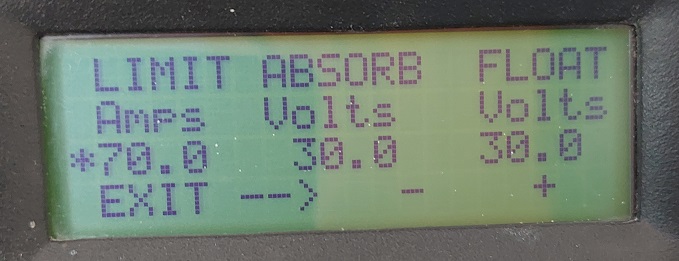 LIMIT ABSORB FLOAT
Amps Volts Volts
*70.0 30.0 30.0
EXIT --> - +